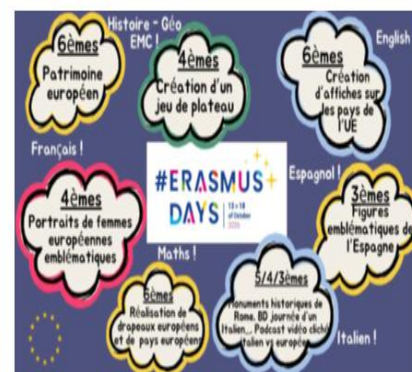 Histoire - Géo
EMC !
English
6èmes
Patrimoine
européen
4èmes
Création d'un
jeu de plateau
6èmes
Création
d'affiches sur
les pays de
l'UE
Français !
Espagnol !
#ERASMUS
DAYS
of October
4èmes
Portraits de femmes
européennes
emblématiques
3èmes
Figures
emblématiques de
l'Espagne
Maths !
6èmes
Réalisation de
drapeaux européens
et de pays européens
5/4/3èmes
Monuments historiques de
Rome, BD journée d'un
Italien,.. Podcast vidéo cliché
italien vs européen
Italien !